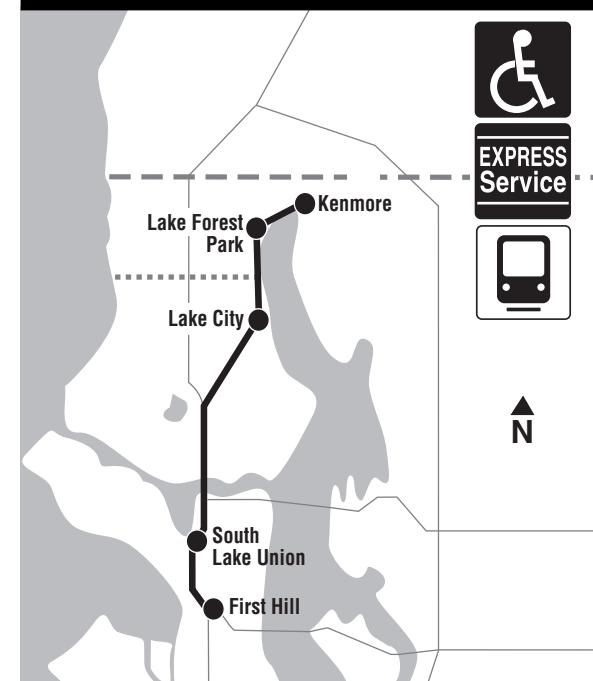 EXPRESS
Service
Kenmore
Lake Forest
Park
Lake City
N
South
Lake Union
First Hill